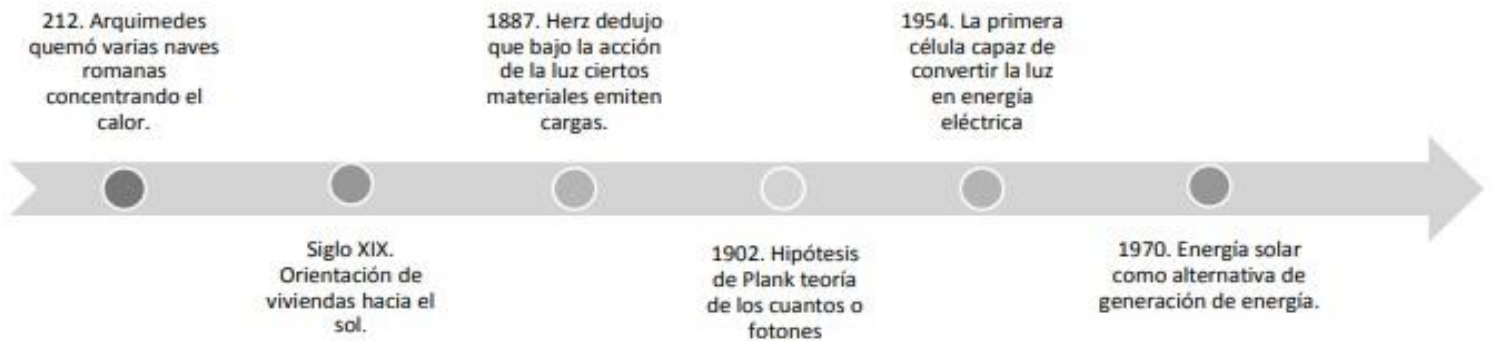 212. Arquimedes
quemó varias naves
romanas
concentrando el
calor.
Siglo XIX.
Orientación de
viviendas hacia el
sol.
1887. Herz dedujo
que bajo la acción
de la luz ciertos
materiales emiten
cargas.
1902. Hipótesis
de Plank teoría
de los cuantos o
fotones
1954. La primera
célula capaz de
convertir la luz
en energía
eléctrica
1970. Energía solar
como alternativa de
generación de energía.